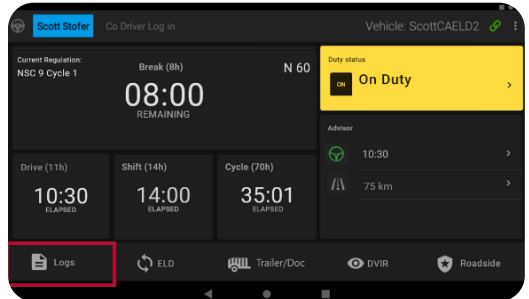 Scott Stofer
Co Driver Log in
Vehicle: ScottCAELD2
Current Regulation:
NSC 9 Cycle 1
Break (8h)
N 60
08:00
REMAINING
Duty status
ON
On Duty
Advisor
10:30
75 km
Drive (11h)
10:30
ELAPSED
Shift (14h)
14:00
ELAPSED
Cycle (70h)
35:01
ELAPSED
Logs
ELD
Trailer/Doc
DVIR
Roadside